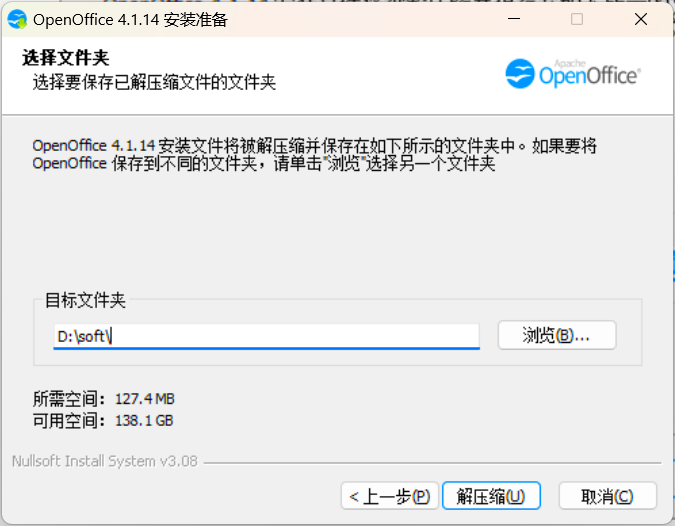 OpenOffice 4.1.14 安装准备
选择文件夹
选择要保存已解压缩文件的文件夹
Apache
OpenOffice
OpenOffice 4.1.14 安装文件将被解压缩并保存在如下所示的文件夹中。如果要将
OpenOffice 保存到不同的文件夹，请单击"浏览"选择另一个文件夹
目标文件夹
D:\soft\
浏览(B)...
所需空间： 127.4 MB
可用空间： 138.1 GB
Nullsoft Install System v3.08
< 上一步(P)
解压缩(U)
取消(C)